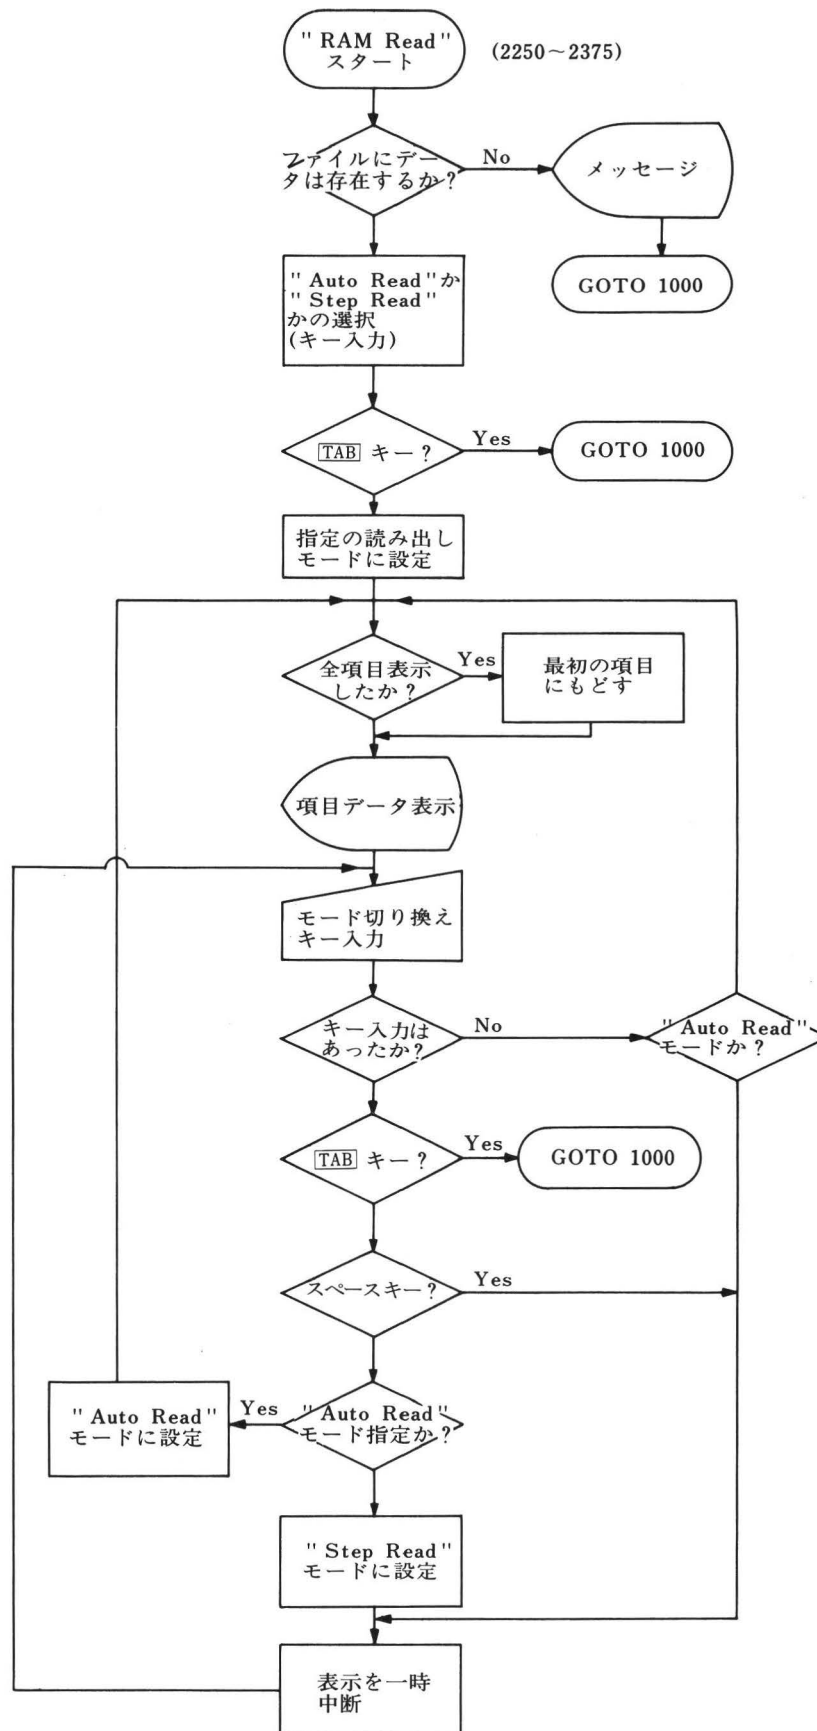 "RAM Read"
スタート
(2250～2375)
ファイルにデー
タは存在するか?
No
メッセージ
GOTO 1000
"Auto Read"か
"Step Read"
かの選択
(キー入力)
TAB キー?
Yes
GOTO 1000
指定の読み出し
モードに設定
全項目表示
したか?
Yes
最初の項目
にもどす
項目データ表示
モード切り換え
キー入力
キー入力は
あったか?
No
"Auto Read"
モードか?
TAB キー?
Yes
GOTO 1000
スペースキー?
Yes
"Auto Read"
モード指定か?
Yes
"Auto Read"
モードに設定
"Step Read"
モードに設定
表示を一時
中断